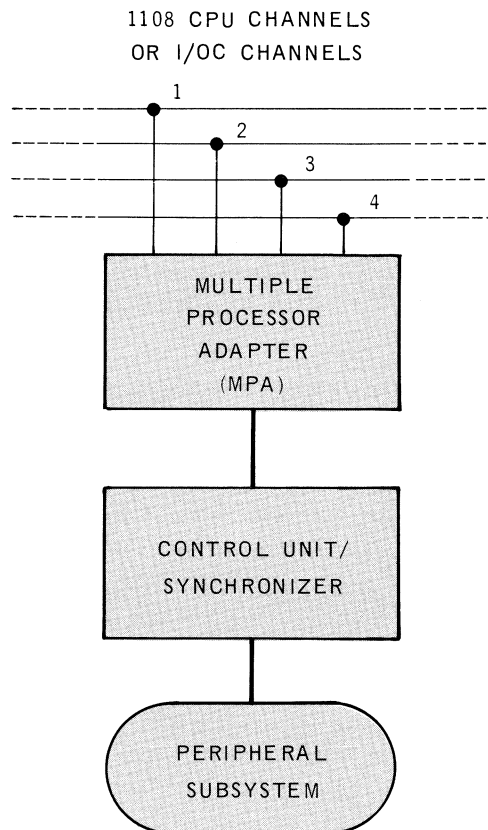 1108 CPU CHANNELS
OR I/OC CHANNELS
1
2
3
4
MULTIPLE
PROCESSOR
ADAPTER
(MPA)
CONTROL UNIT/
SYNCHRONIZER
PERIPHERAL
SUBSYSTEM